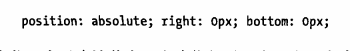 position: absolute; right: 0px; bottom: 0px;